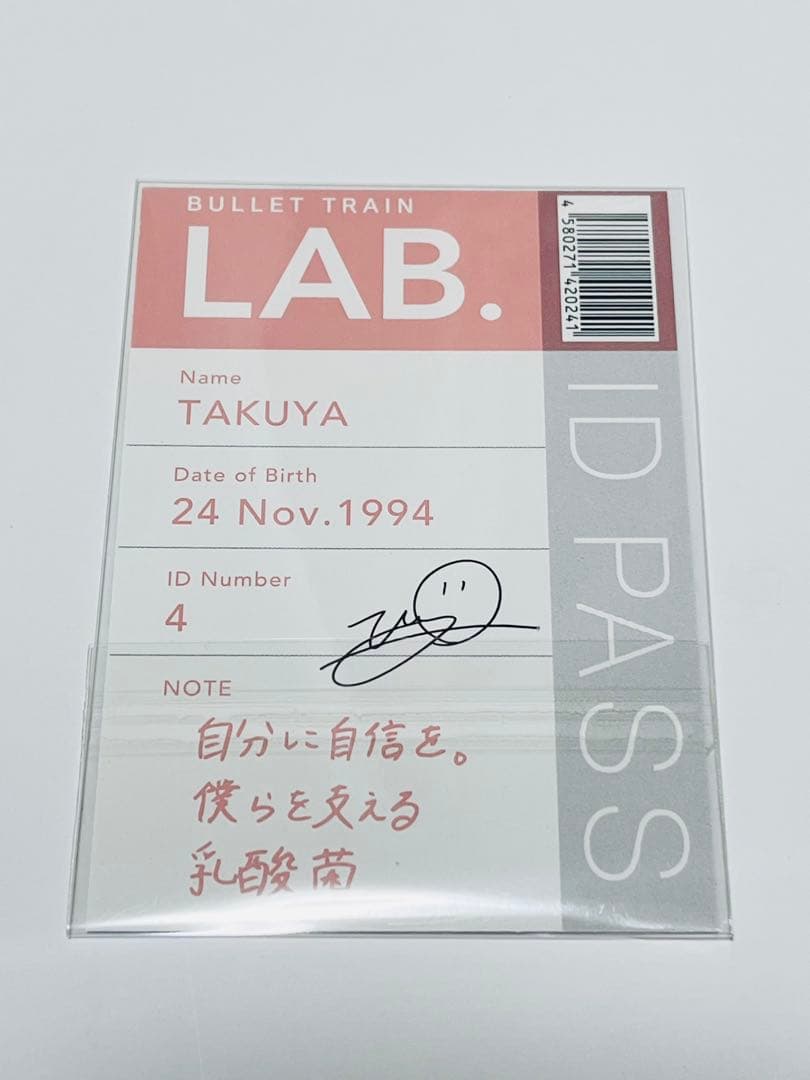 BULLET TRAIN
LAB.
4 580271 420241
Name
TAKUYA
Date of Birth
24 Nov.1994
ID Number
4
NOTE
自分に自信を。
僕らを支える
乳酸菌
ID PASS